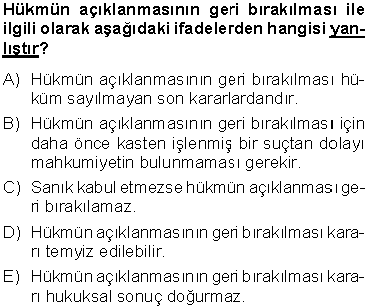 Hükmün açıklanmasının geri bırakılması ile
ilgili olarak aşağıdaki ifadelerden hangisi yan-
lıştır?
A) Hükmün açıklanmasının geri bırakılması hü-
küm sayılmayan son kararlardandır.
B) Hükmün açıklanmasının geri bırakılması için
daha önce kasten işlenmiş bir suçtan dolayı
mahkumiyetin bulunmaması gerekir.
C) Sanık kabul etmezse hükmün açıklanması ge-
ri bırakılamaz.
D) Hükmün açıklanmasının geri bırakılması kara-
rı temyiz edilebilir.
E) Hükmün açıklanmasının geri bırakılması kara-
rı hukuksal sonuç doğurmaz.